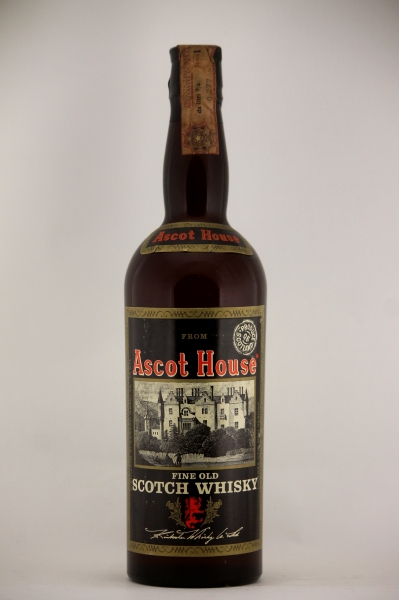 Ascot House
FROM
Ascot House
FINE OLD
SCOTCH WHISKY